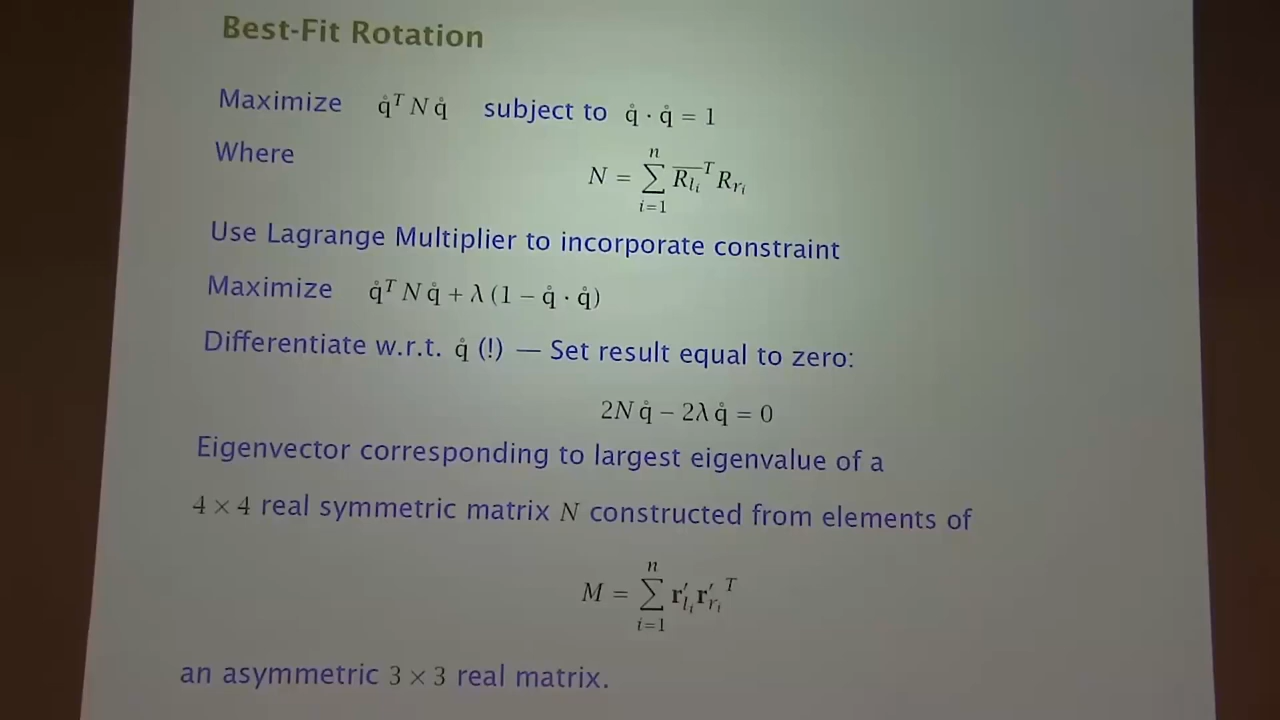 Best-Fit Rotation
Maximize q̊ᵀ N q̊ subject to q̊ · q̊ = 1
Where
N = ∑ᵢ₌₁ⁿ R̅ₗᵢᵀ Rᵣᵢ
Use Lagrange Multiplier to incorporate constraint
Maximize q̊ᵀ N q̊ + λ (1 − q̊ · q̊)
Differentiate w.r.t. q̊ (!) — Set result equal to zero:
2N q̊ − 2λ q̊ = 0
Eigenvector corresponding to largest eigenvalue of a
4 × 4 real symmetric matrix N constructed from elements of
M = ∑ᵢ₌₁ⁿ r′ₗᵢ r′ᵣᵢᵀ
an asymmetric 3 × 3 real matrix.